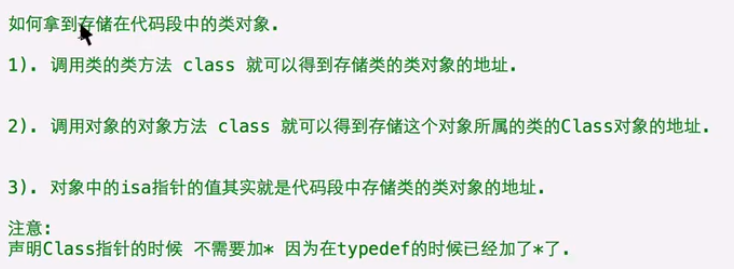 如何拿到存储在代码段中的类对象.
1). 调用类的类方法 class 就可以得到存储类的类对象的地址.
2). 调用对象的对象方法 class 就可以得到存储这个对象所属的类的Class对象的地址.
3). 对象中的isa指针的值其实就是代码段中存储类的类对象的地址.
注意:
声明Class指针的时候 不需要加* 因为在typedef的时候已经加了*了.